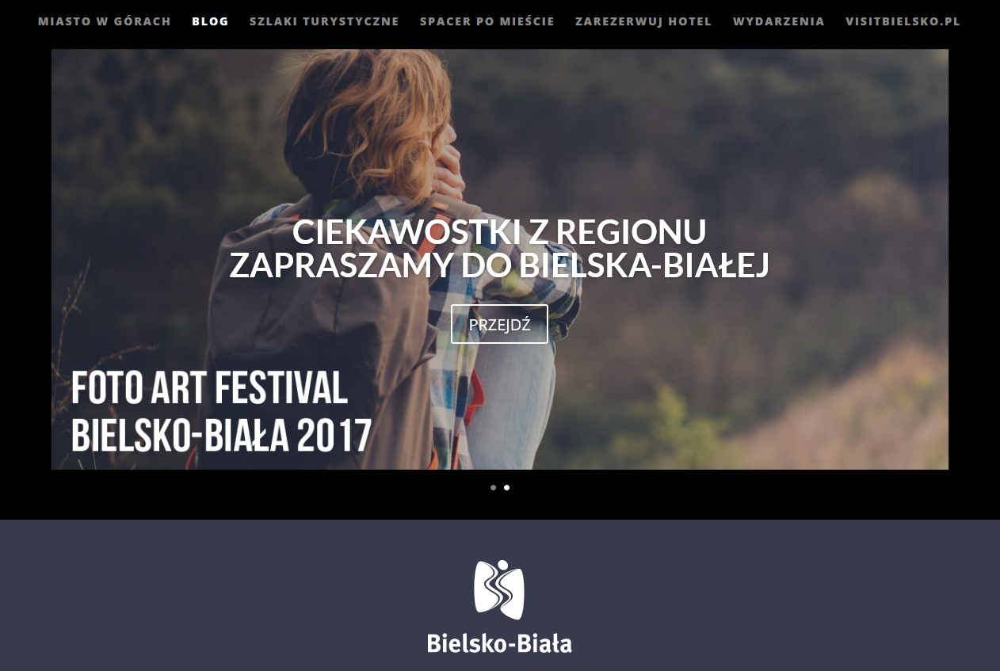 MIASTO W GÓRACH BLOG SZLAKI TURYSTYCZNE SPACER PO MIEŚCIE ZAREZERWUJ HOTEL WYDARZENIA VISITBIELSKO.PL
CIEKAWOSTKI Z REGIONU
ZAPRASZAMY DO BIELSKA-BIAŁEJ
PRZEJDŹ
FOTO ART FESTIVAL
BIELSKO-BIAŁA 2017
Bielsko-Biała